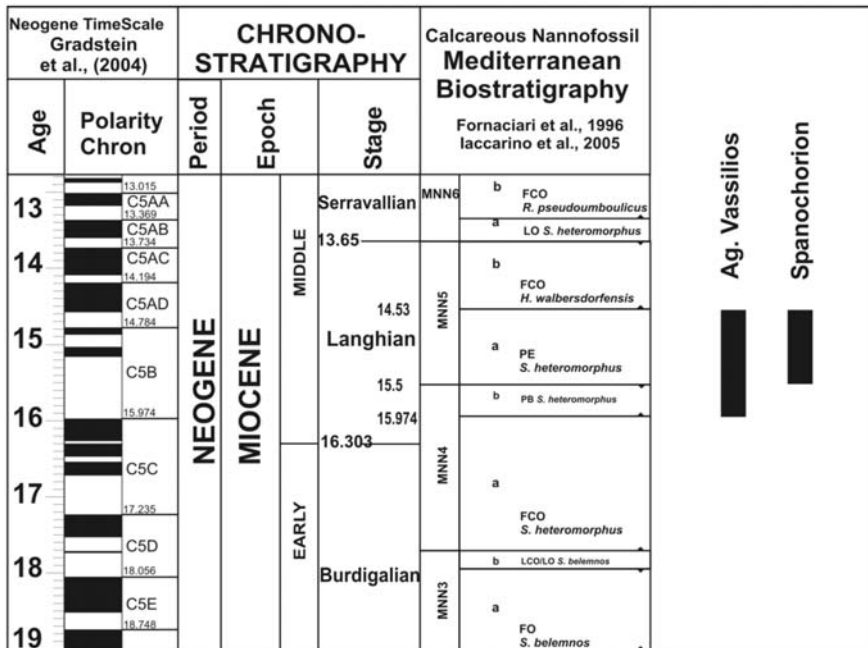 Neogene TimeScale
Gradstein
et al., (2004)
CHRONO-
STRATIGRAPHY
Calcareous Nannofossil
Mediterranean
Biostratigraphy
Fornaciari et al., 1996
Iaccarino et al., 2005
Age
Polarity
Chron
Period
Epoch
Stage
Ag. Vassilios
Spanochorion
13
14
15
16
17
18
19
13.015
C5AA
13.369
C5AB
13.734
C5AC
14.194
C5AD
14.784
C5B
15.974
C5C
17.235
C5D
18.056
C5E
18.748
NEOGENE
MIOCENE
MIDDLE
EARLY
Serravallian
13.65
14.53
Langhian
15.5
15.974
16.303
Burdigalian
MNN6
MNN5
MNN4
MNN3
b FCO
R. pseudoumboulicus
a LO S. heteromorphus
b
FCO
H. walbersdorfensis
a PE
S. heteromorphus
b PB S. heteromorphus
a
FCO
S. heteromorphus
b LCO/LO S. belemnos
a
FO
S. belemnos